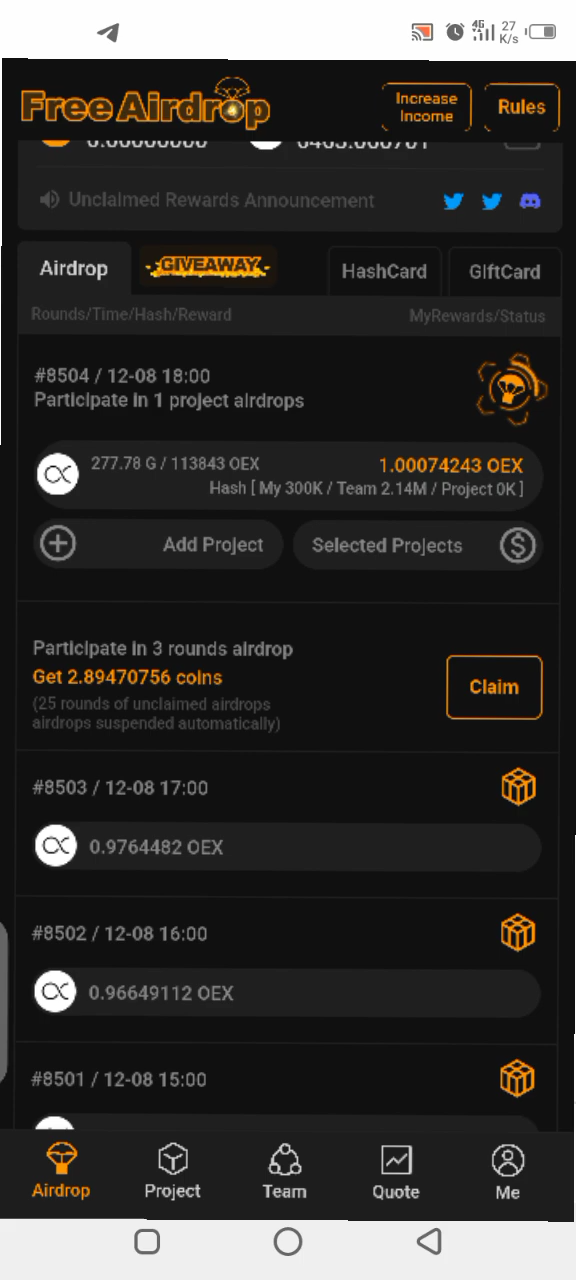 4G
27
K/s
FreeAirdrop
Increase
Income
Rules
Unclaimed Rewards Announcement
Airdrop
GIVEAWAY
HashCard
GiftCard
Rounds/Time/Hash/Reward
MyRewards/Status
#8504 / 12-08 18:00
Participate in 1 project airdrops
277.78 G / 113843 OEX
1.00074243 OEX
Hash [ My 300K / Team 2.14M / Project 0K ]
Add Project
Selected Projects
Participate in 3 rounds airdrop
Get 2.89470756 coins
(25 rounds of unclaimed airdrops
airdrops suspended automatically)
Claim
#8503 / 12-08 17:00
0.9764482 OEX
#8502 / 12-08 16:00
0.96649112 OEX
#8501 / 12-08 15:00
Airdrop
Project
Team
Quote
Me